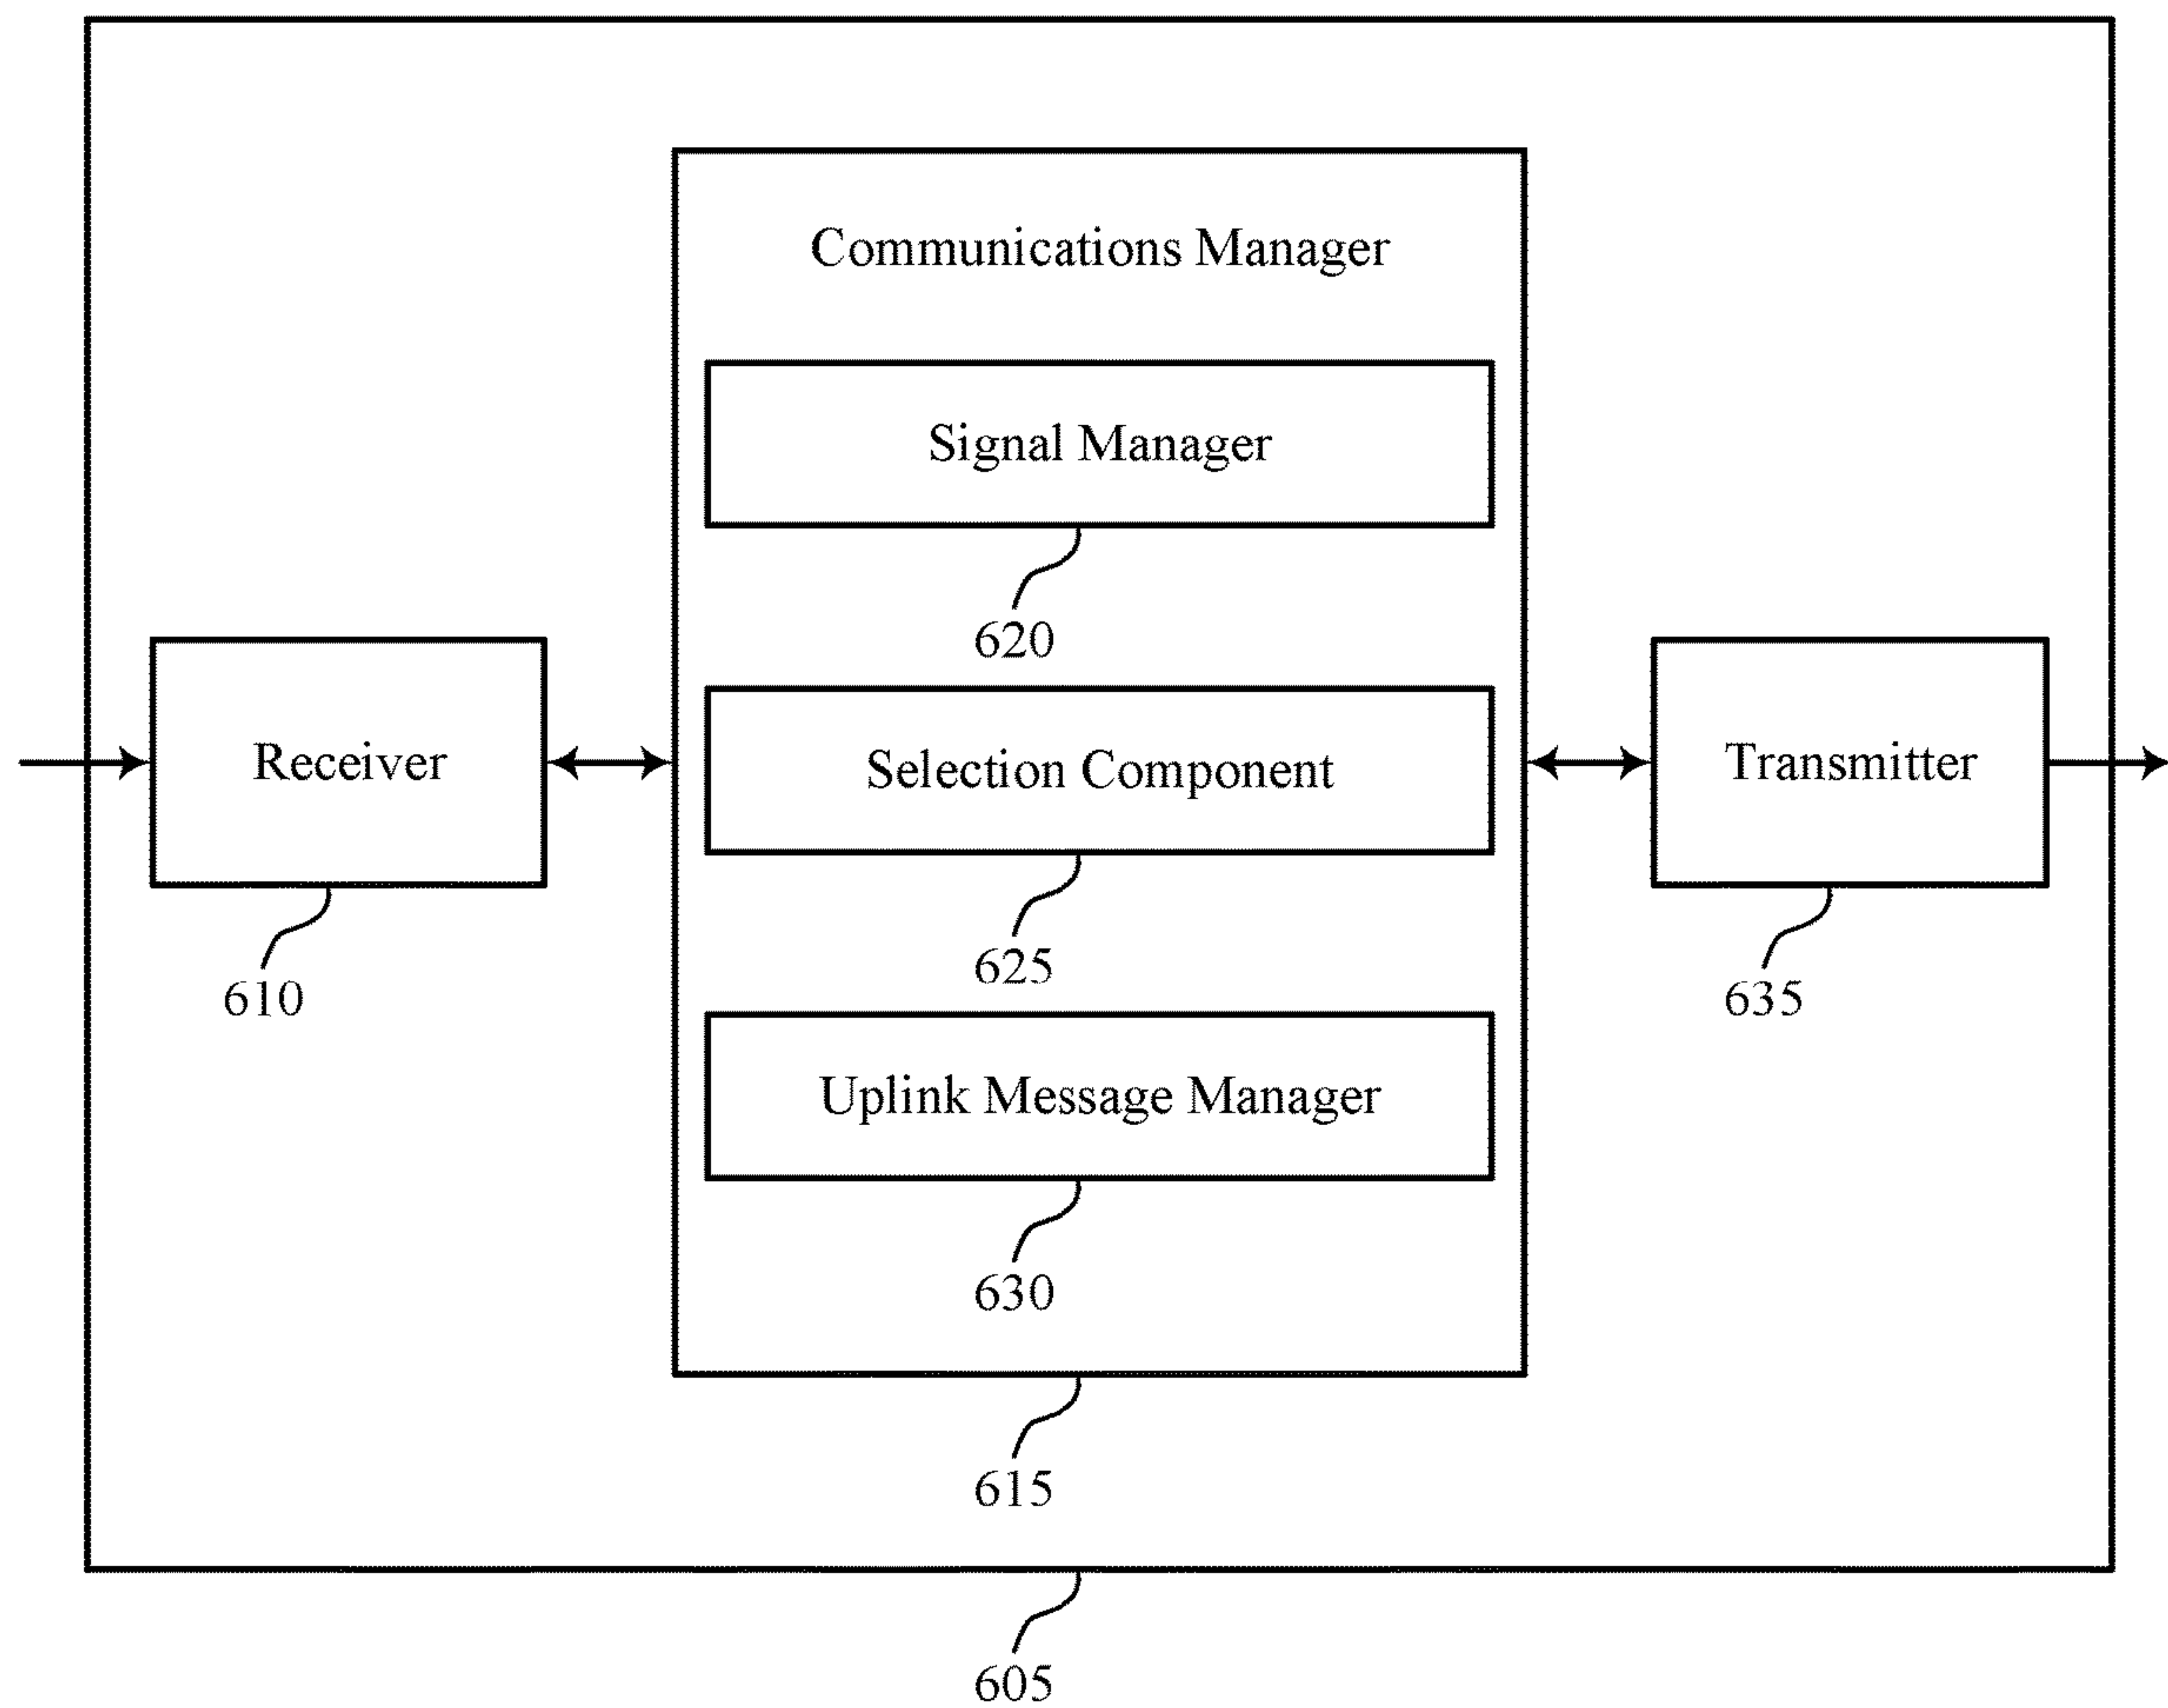 Communications Manager
Signal Manager
620
Receiver
610
Selection Component
625
Transmitter
635
Uplink Message Manager
630
615
605